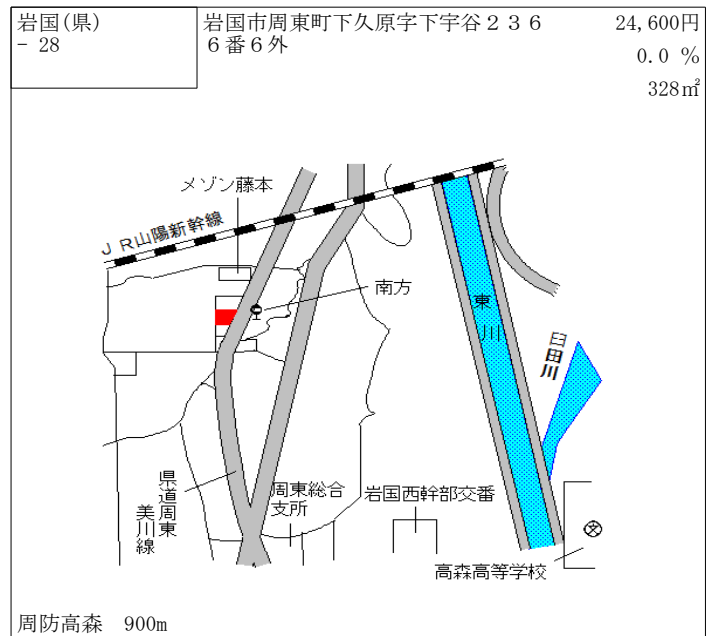 岩国(県)
- 28
岩国市周東町下久原字下宇谷２３６
６番６外
24,600円
0.0 %
328㎡
メゾン藤本
ＪＲ山陽新幹線
南方
東川
臼田川
県道周東
美川線
周東総合
支所
岩国西幹部交番
文
高森高等学校
周防高森　900m